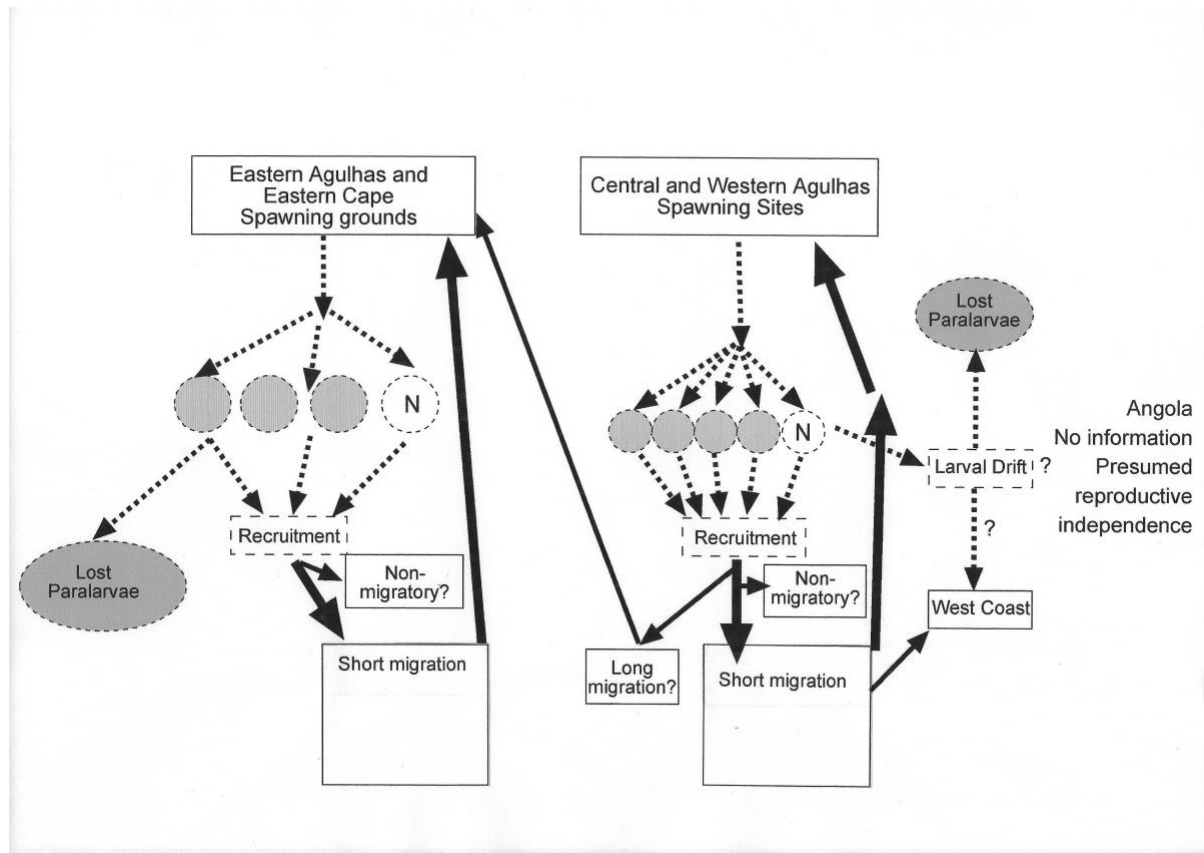 Eastern Agulhas and
Eastern Cape
Spawning grounds
Central and Western Agulhas
Spawning Sites
Lost
Paralarvae
N
N
Angola
No information
Presumed
reproductive
independence
Larval Drift
?
?
Recruitment
Recruitment
Lost
Paralarvae
Non-
migratory?
Non-
migratory?
West Coast
Short migration
Long
migration?
Short migration